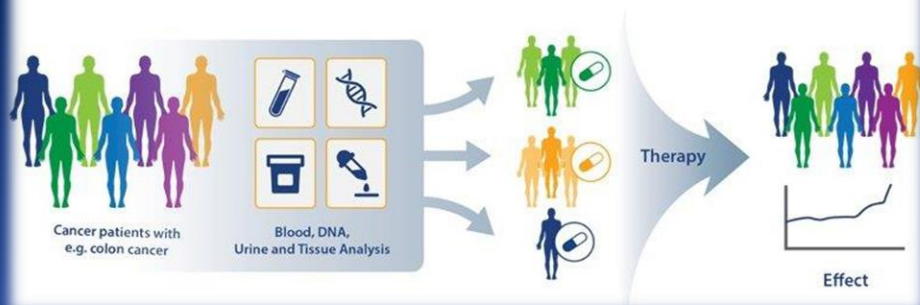 Cancer patients with
e.g. colon cancer
Blood, DNA,
Urine and Tissue Analysis
Therapy
Effect